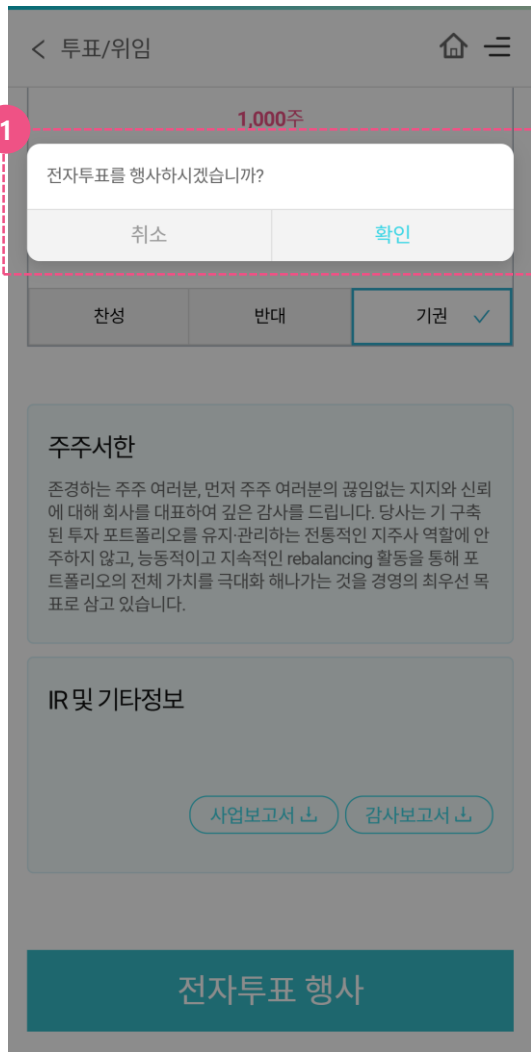 투표/위임
1,000주
1
전자투표를 행사하시겠습니까?
취소 확인
찬성 반대 기권
주주서한
존경하는 주주 여러분, 먼저 주주 여러분의 끊임없는 지지와 신뢰
에 대해 회사를 대표하여 깊은 감사를 드립니다. 당사는 기 구축
된 투자 포트폴리오를 유지·관리하는 전통적인 지주사 역할에 안
주하지 않고, 능동적이고 지속적인 rebalancing 활동을 통해 포
트폴리오의 전체 가치를 극대화 해나가는 것을 경영의 최우선 목
표로 삼고 있습니다.
IR 및 기타정보
사업보고서 감사보고서
전자투표 행사